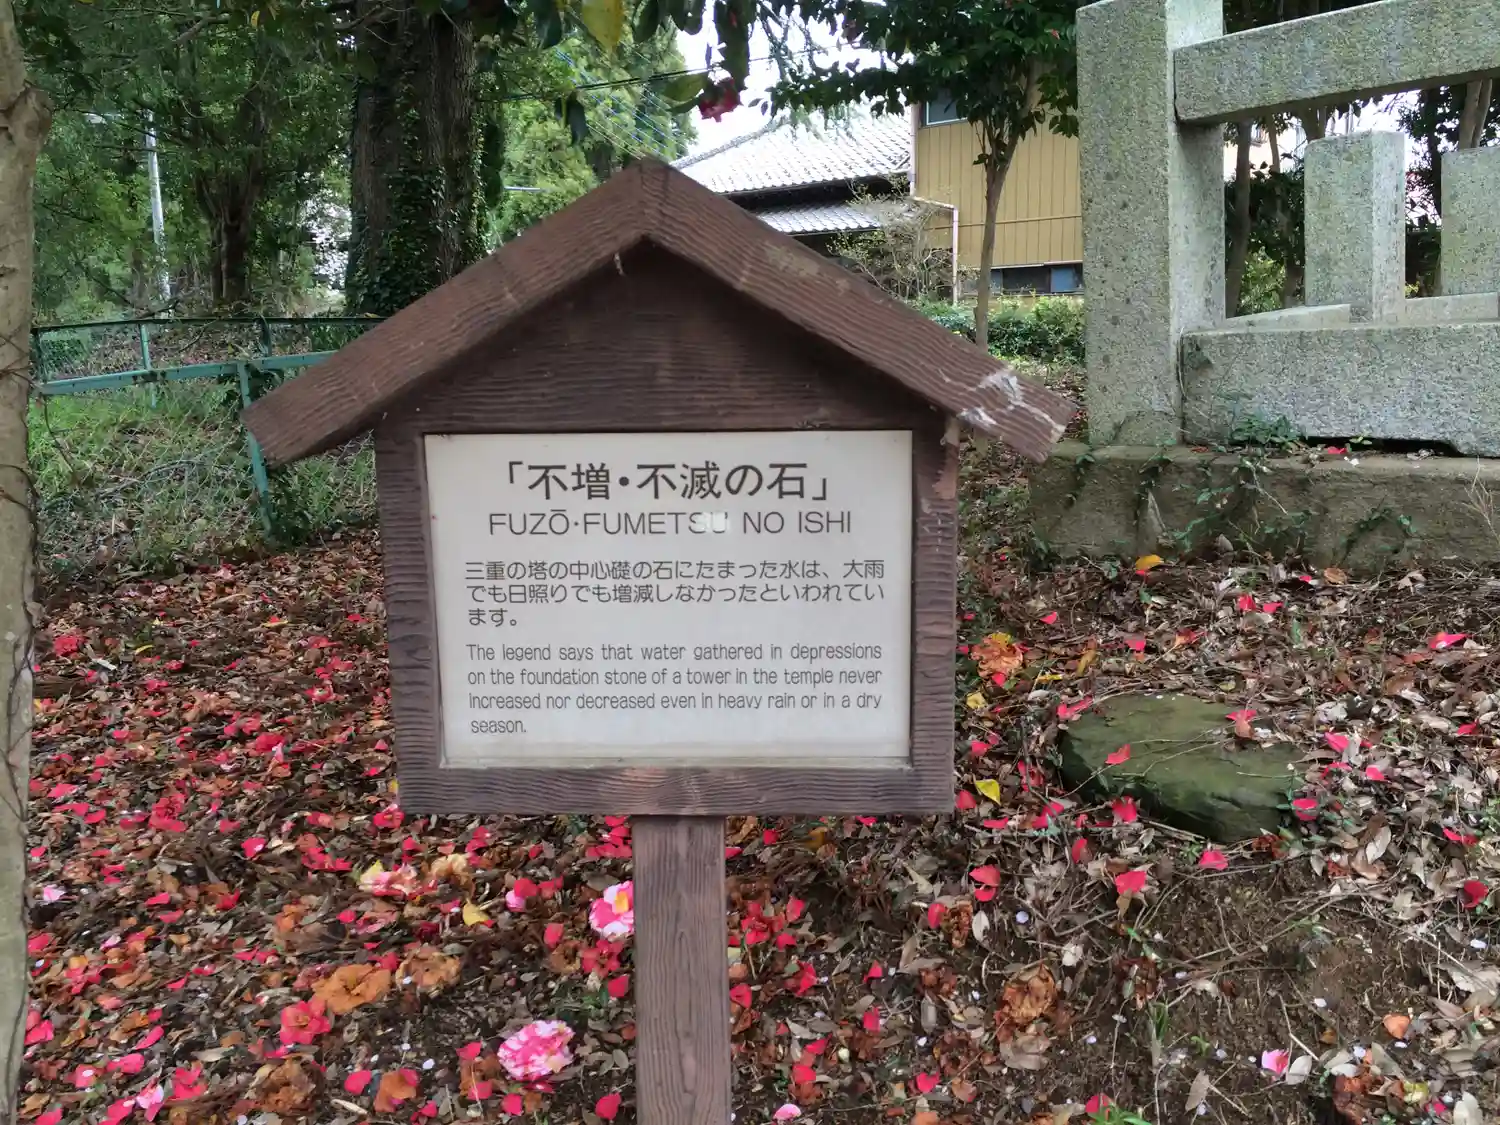 「不増・不滅の石」
FUZŌ·FUMETSU NO ISHI
三重の塔の中心礎の石にたまった水は、大雨
でも日照りでも増減しなかったといわれてい
ます。
The legend says that water gathered in depressions
on the foundation stone of a tower in the temple never
increased nor decreased even in heavy rain or in a dry
season.